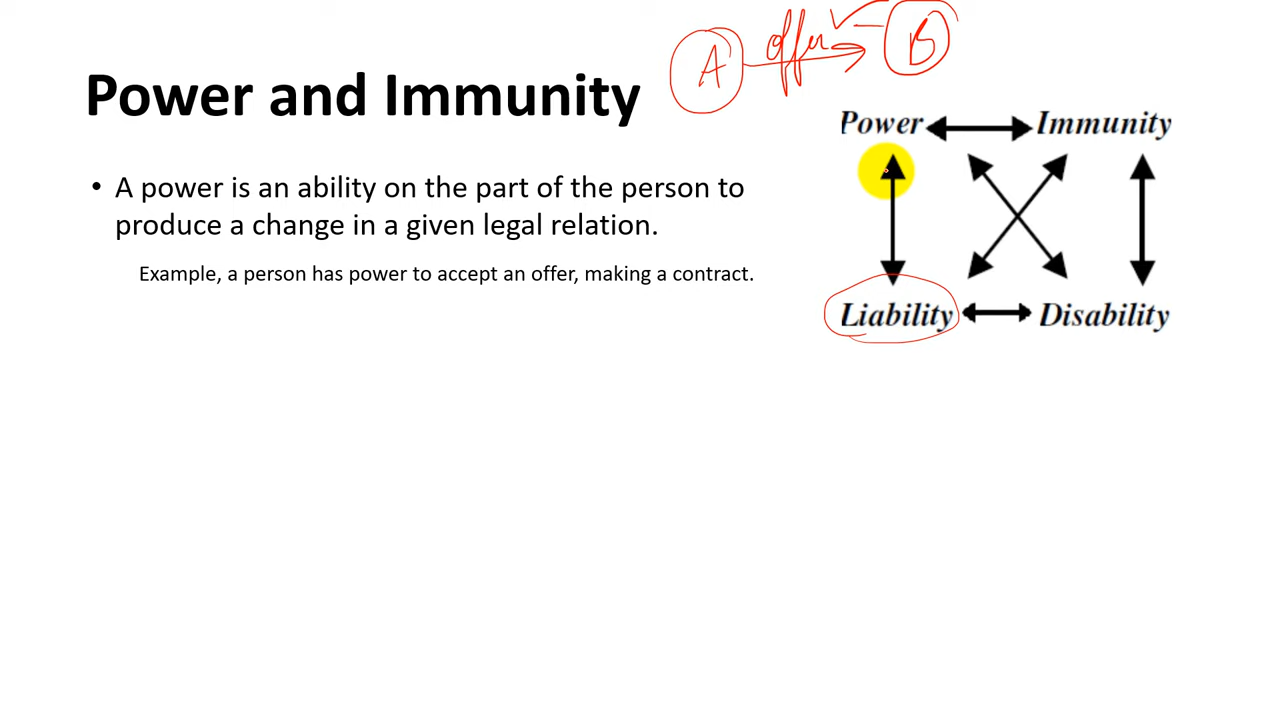 A offer B
Power and Immunity
Power Immunity
• A power is an ability on the part of the person to
produce a change in a given legal relation.
Example, a person has power to accept an offer, making a contract.
Liability Disability